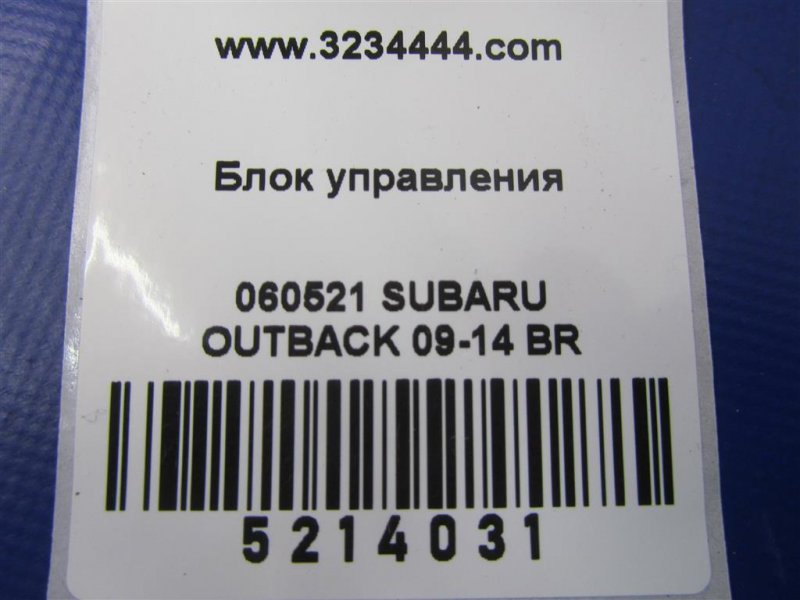 www.3234444.com
Блок управления
060521 SUBARU
OUTBACK 09-14 BR
5214031